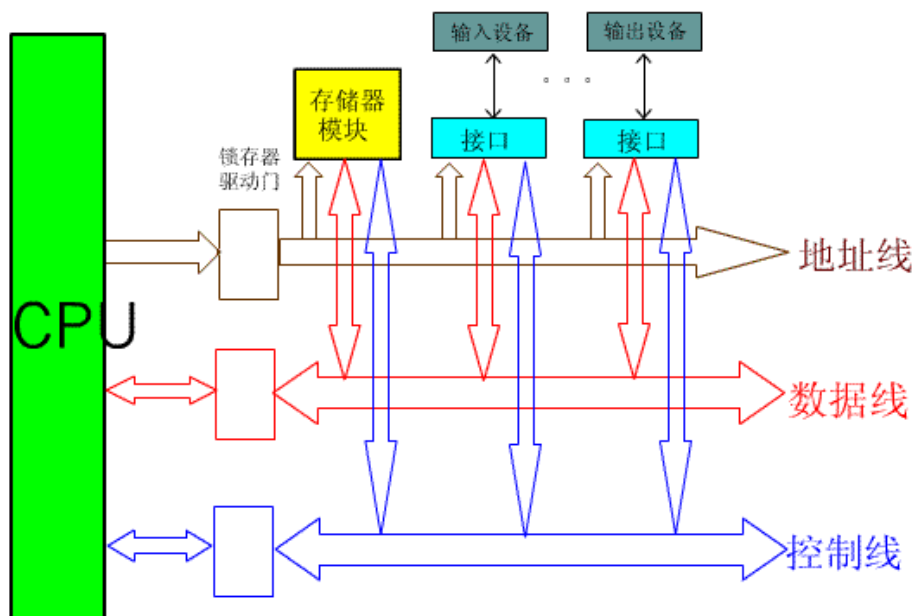 输入设备
输出设备
存储器
模块
。。。
接口
接口
锁存器
驱动门
地址线
CPU
数据线
控制线